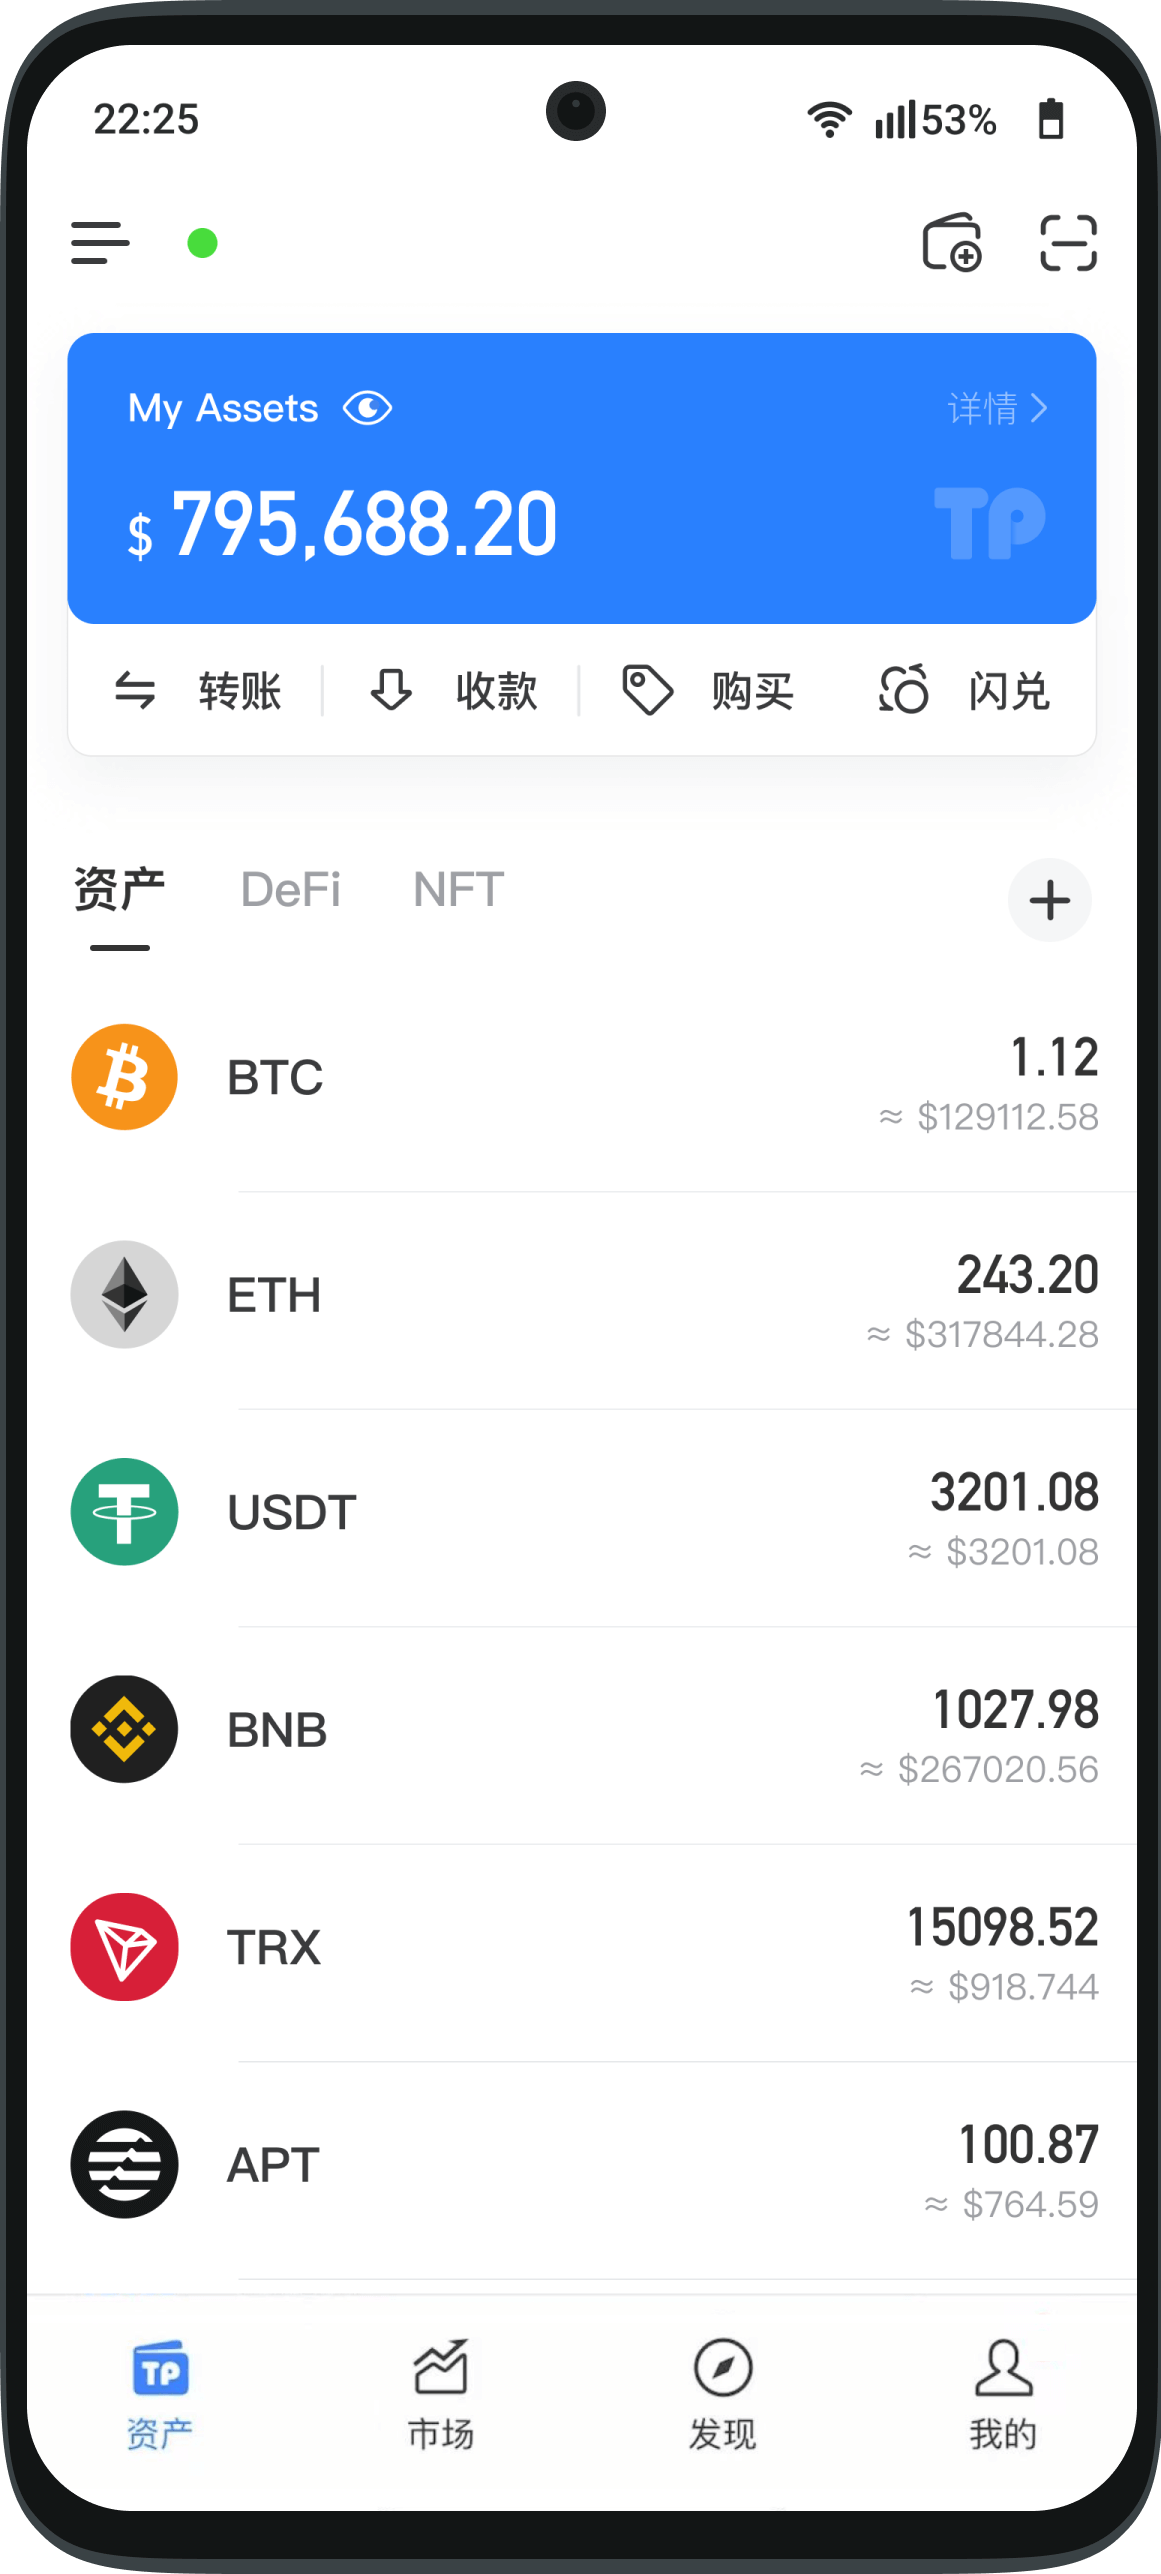 22:25 53%
My Assets 详情
$ 795,688.20
TP
转账 收款 购买 闪兑
资产 DeFi NFT
BTC 1.12
≈ $129112.58
ETH 243.20
≈ $317844.28
USDT 3201.08
≈ $3201.08
BNB 1027.98
≈ $267020.56
TRX 15098.52
≈ $918.744
APT 100.87
≈ $764.59
TP
资产 市场 发现 我的